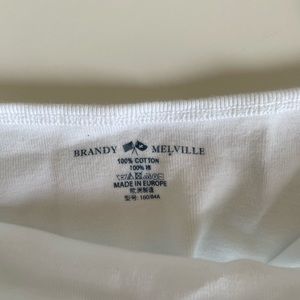 BRANDY MELVILLE
100% COTTON
100% 棉
MADE IN EUROPE
欧洲制造
型号: 160/84A